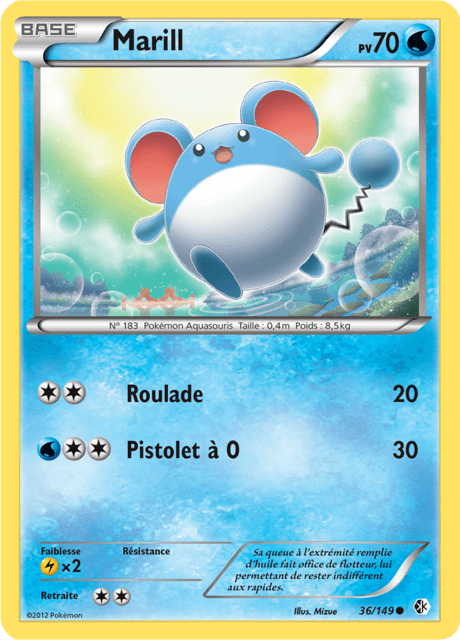 BASE
Marill
PV 70
N° 183 Pokémon Aquasouris Taille : 0,4m Poids : 8,5kg
Roulade 20
Pistolet à O 30
Faiblesse Résistance
×2
Retraite
Sa queue à l'extrémité remplie
d'huile fait office de flotteur, lui
permettant de rester indifférent
aux rapides.
©2012 Pokémon
Illus. Mizue 36/149